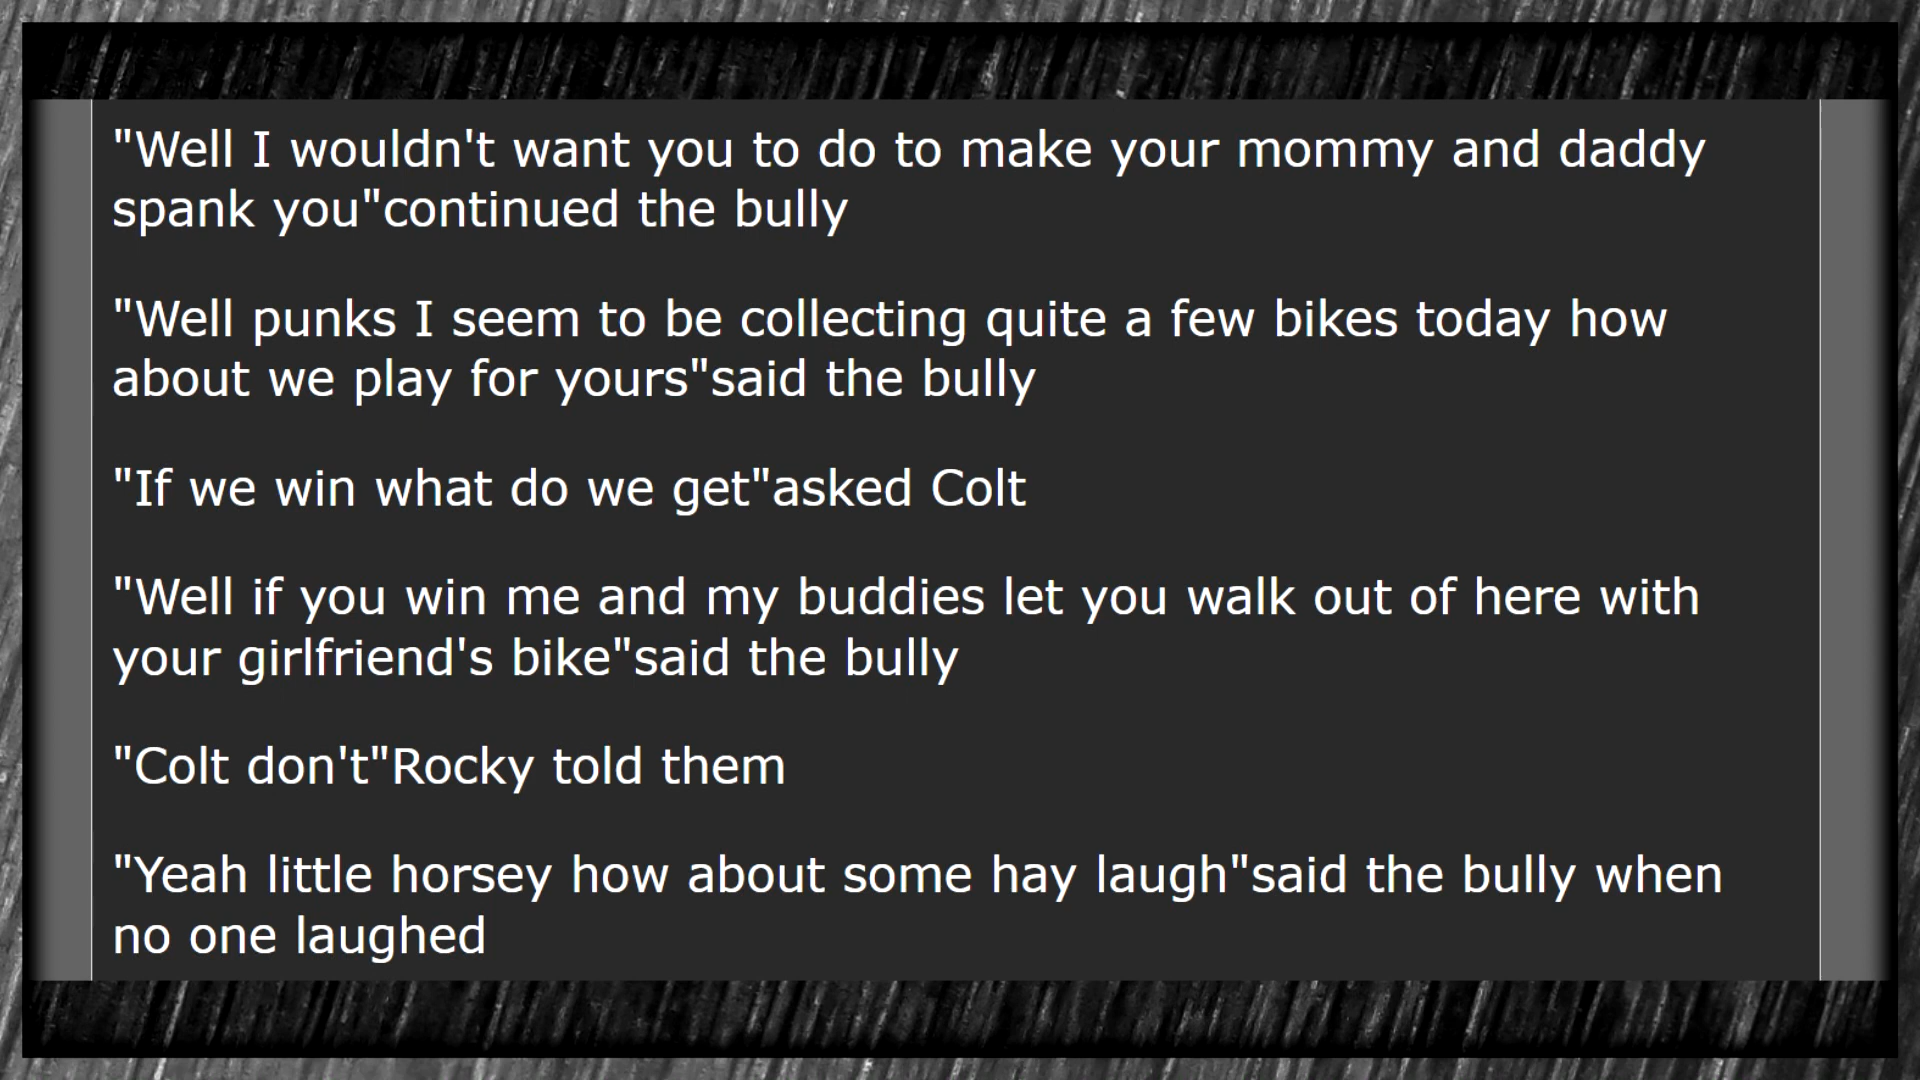 "Well I wouldn't want you to do to make your mommy and daddy
spank you"continued the bully
"Well punks I seem to be collecting quite a few bikes today how
about we play for yours"said the bully
"If we win what do we get"asked Colt
"Well if you win me and my buddies let you walk out of here with
your girlfriend's bike"said the bully
"Colt don't"Rocky told them
"Yeah little horsey how about some hay laugh"said the bully when
no one laughed